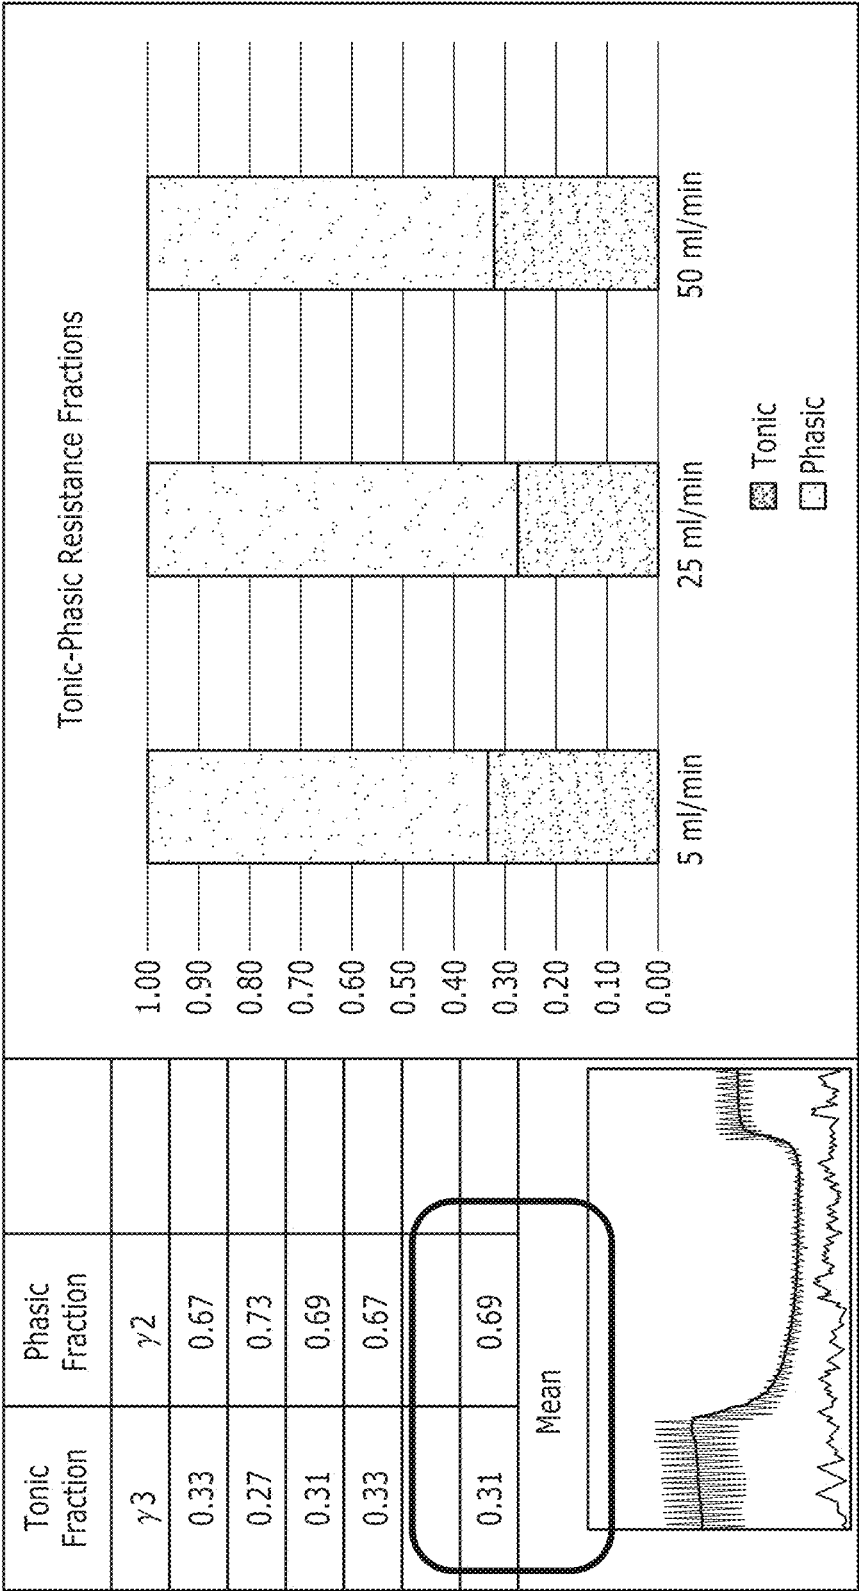 Tonic
Fraction
Phasic
Fraction
γ3
γ2
0.33
0.67
0.27
0.73
0.31
0.69
0.33
0.67
0.31
0.69
Mean
Tonic-Phasic Resistance Fractions
1.00
0.90
0.80
0.70
0.60
0.50
0.40
0.30
0.20
0.10
0.00
5 ml/min
25 ml/min
50 ml/min
Tonic
Phasic